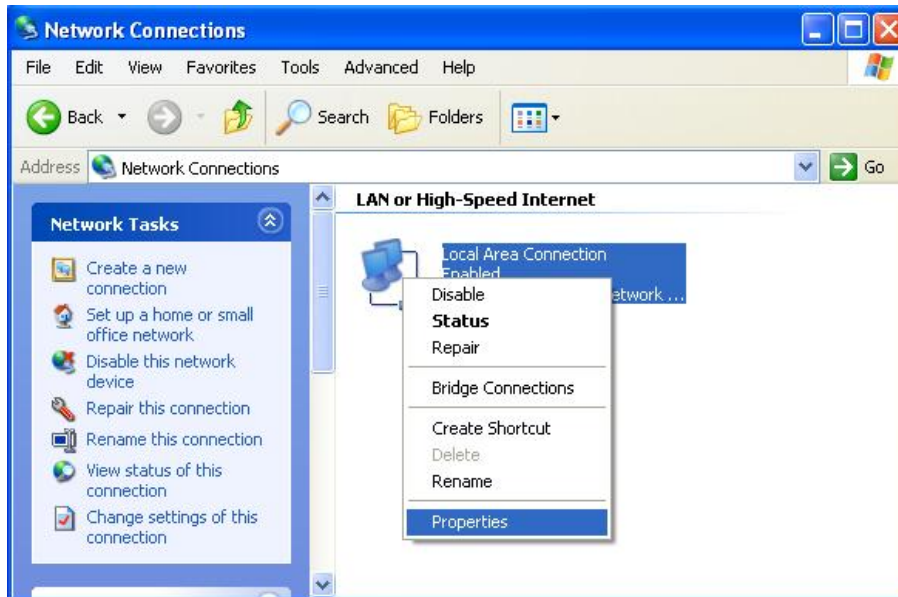 Network Connections
File Edit View Favorites Tools Advanced Help
Back Search Folders
Address Network Connections Go
Network Tasks
Create a new
connection
Set up a home or small
office network
Disable this network
device
Repair this connection
Rename this connection
View status of this
connection
Change settings of this
connection
LAN or High-Speed Internet
Local Area Connection
Enabled
etwork ...
Disable
Status
Repair
Bridge Connections
Create Shortcut
Delete
Rename
Properties